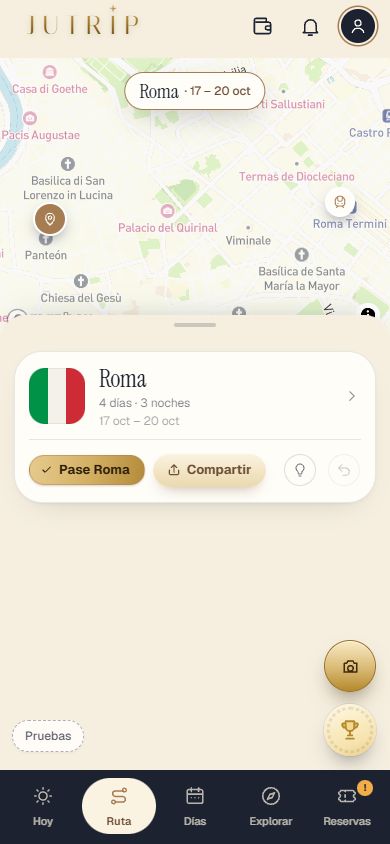 JUTRIP
Casa di Goethe
Roma · 17 – 20 oct
rti Sallustiani
Pacis Augustae
Castro P
Basilica di San
Lorenzo in Lucina
Termas de Diocleciano
Palacio del Quirinal
Roma Termini
Viminale
Panteón
Basílica de Santa
María la Mayor
Chiesa del Gesù
Roma
4 días · 3 noches
17 oct – 20 oct
Pase Roma
Compartir
Pruebas
!
Hoy
Ruta
Días
Explorar
Reservas